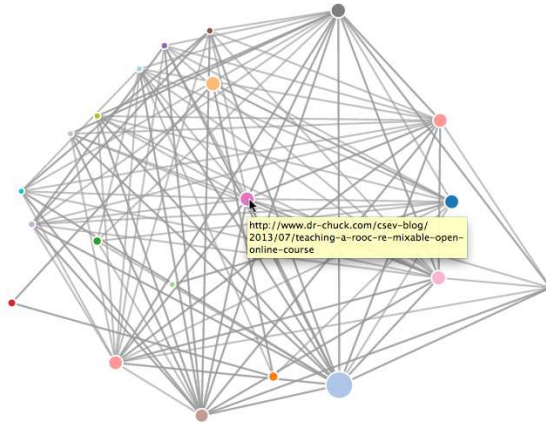 http://www.dr-chuck.com/csev-blog/
2013/07/teaching-a-rooc-re-mixable-open-
online-course